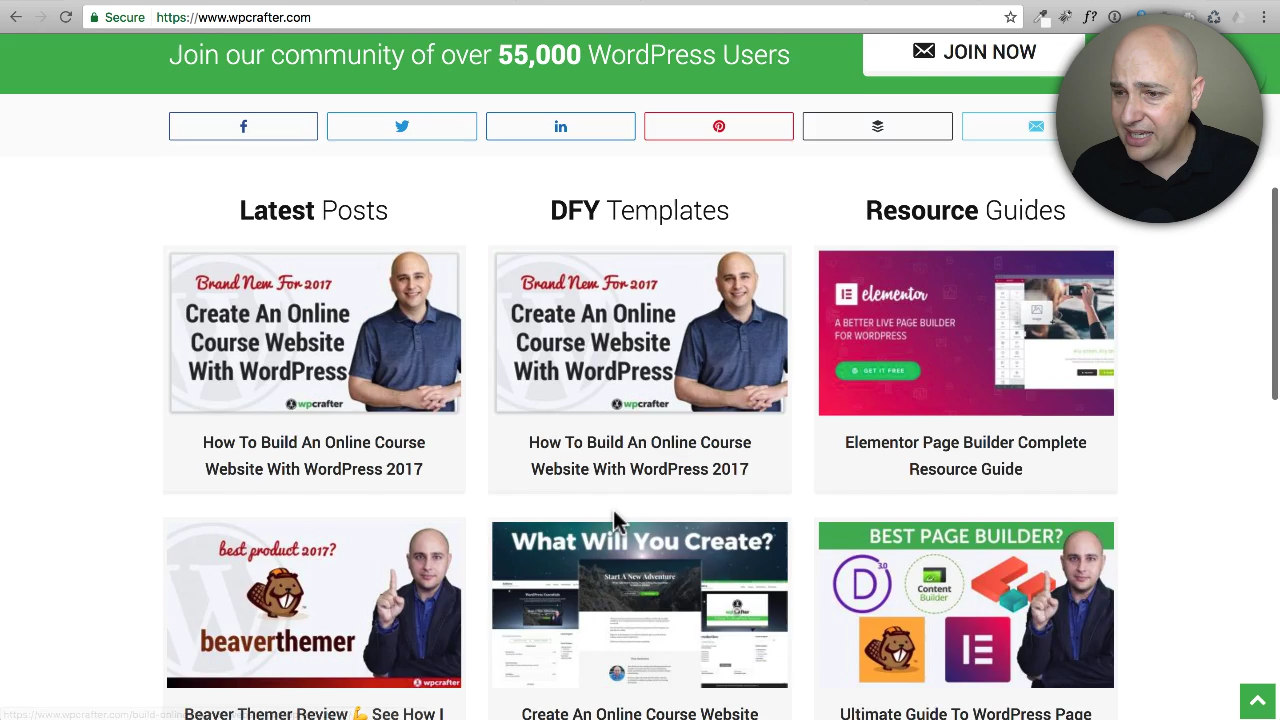 Secure https://www.wpcrafter.com
Join our community of over 55,000 WordPress Users
JOIN NOW
Latest Posts
DFY Templates
Resource Guides
Brand New For 2017
Create An Online
Course Website
With WordPress
wpcrafter
How To Build An Online Course
Website With WordPress 2017
Brand New For 2017
Create An Online
Course Website
With WordPress
wpcrafter
How To Build An Online Course
Website With WordPress 2017
elementor
A BETTER LIVE PAGE BUILDER
FOR WORDPRESS
GET IT FREE
Elementor Page Builder Complete
Resource Guide
best product 2017?
beaverthemer
wpcrafter
What Will You Create?
Start A New Adventure
BEST PAGE BUILDER?
D 3.0
Content
Builder
Themer Review 💪 See How I
Create An Online Course Website
Ultimate Guide To WordPress Page